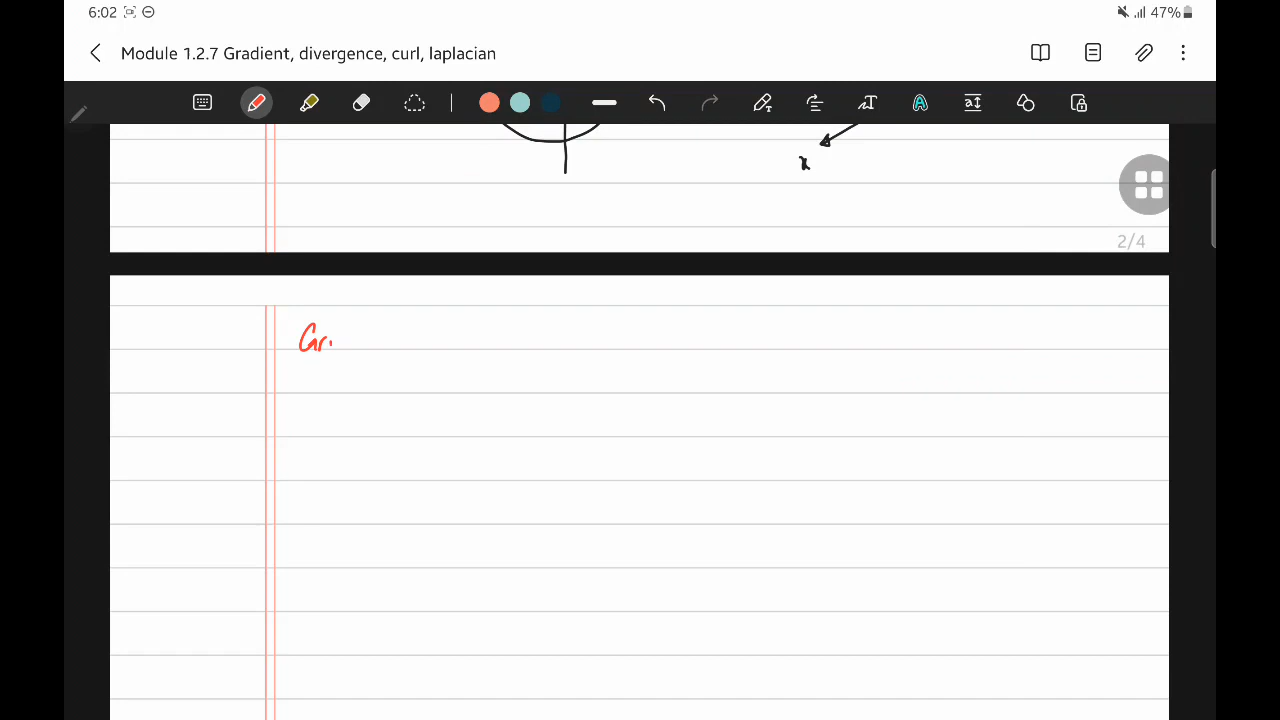 6:02
47%
Module 1.2.7 Gradient, divergence, curl, laplacian
x
2/4
Gr